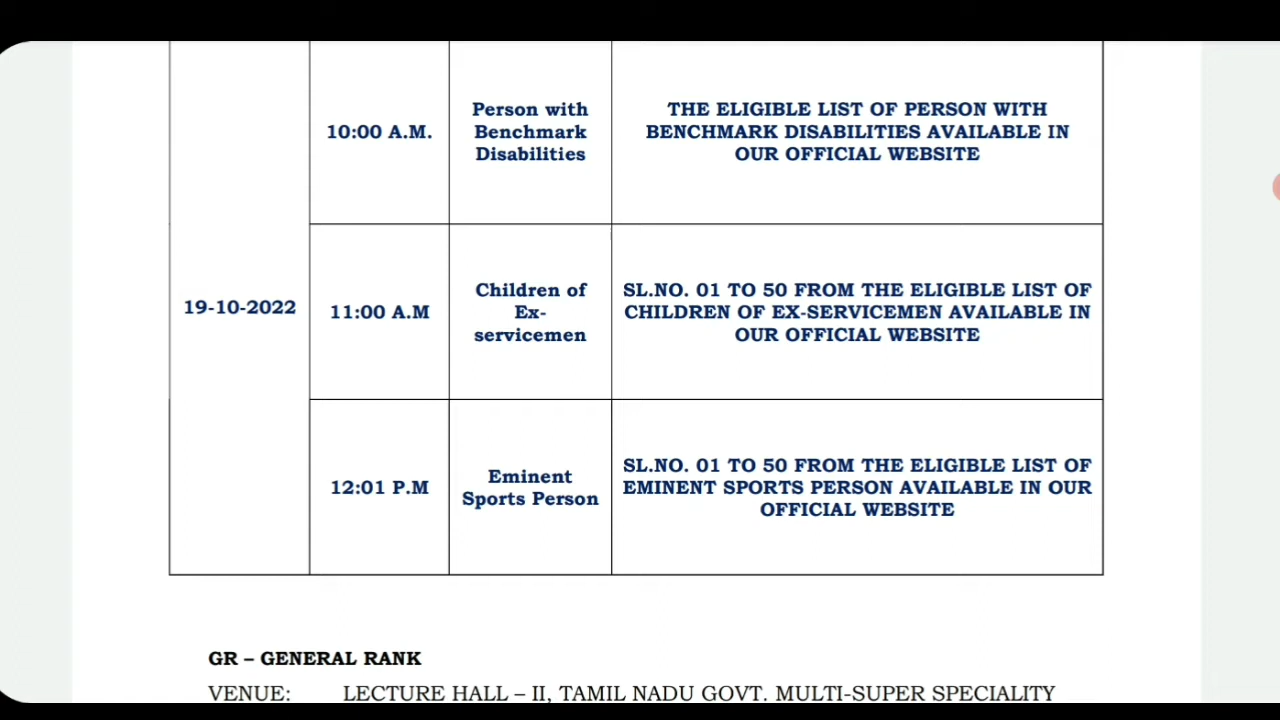 19-10-2022
10:00 A.M.
Person with
Benchmark
Disabilities
THE ELIGIBLE LIST OF PERSON WITH
BENCHMARK DISABILITIES AVAILABLE IN
OUR OFFICIAL WEBSITE
11:00 A.M
Children of
Ex-
servicemen
SL.NO. 01 TO 50 FROM THE ELIGIBLE LIST OF
CHILDREN OF EX-SERVICEMEN AVAILABLE IN
OUR OFFICIAL WEBSITE
12:01 P.M
Eminent
Sports Person
SL.NO. 01 TO 50 FROM THE ELIGIBLE LIST OF
EMINENT SPORTS PERSON AVAILABLE IN OUR
OFFICIAL WEBSITE
GR – GENERAL RANK
VENUE: LECTURE HALL – II, TAMIL NADU GOVT. MULTI-SUPER SPECIALITY